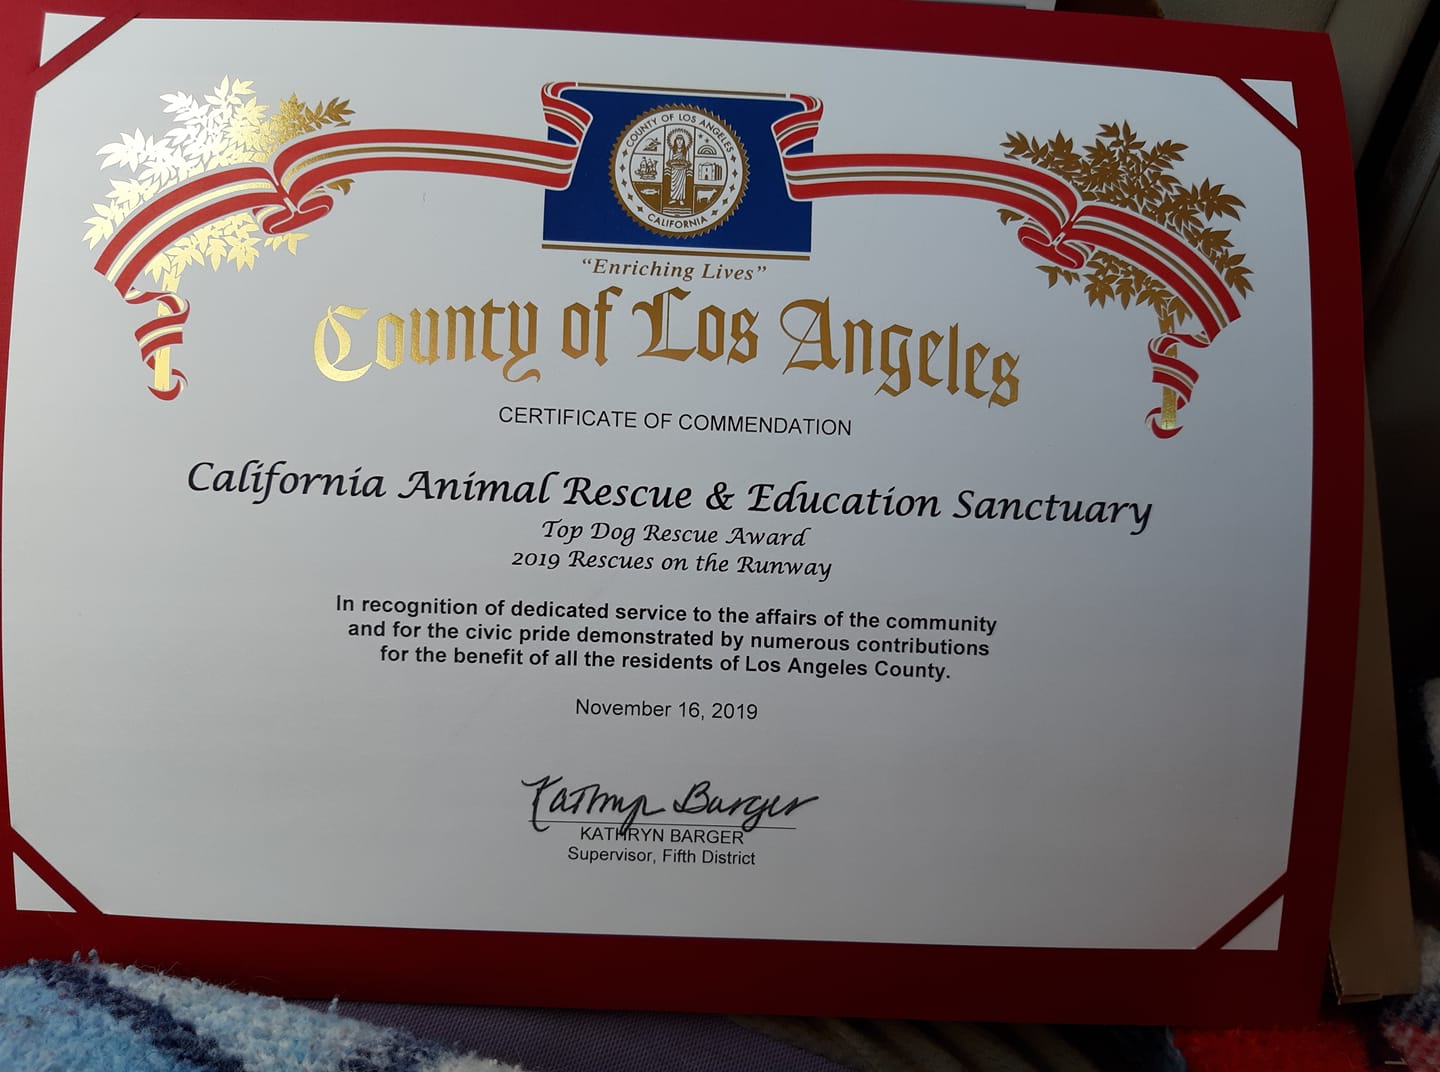 COUNTY OF LOS ANGELES
CALIFORNIA
“Enriching Lives”
County of Los Angeles
CERTIFICATE OF COMMENDATION
California Animal Rescue & Education Sanctuary
Top Dog Rescue Award
2019 Rescues on the Runway
In recognition of dedicated service to the affairs of the community
and for the civic pride demonstrated by numerous contributions
for the benefit of all the residents of Los Angeles County.
November 16, 2019
Kathryn Barger
KATHRYN BARGER
Supervisor, Fifth District